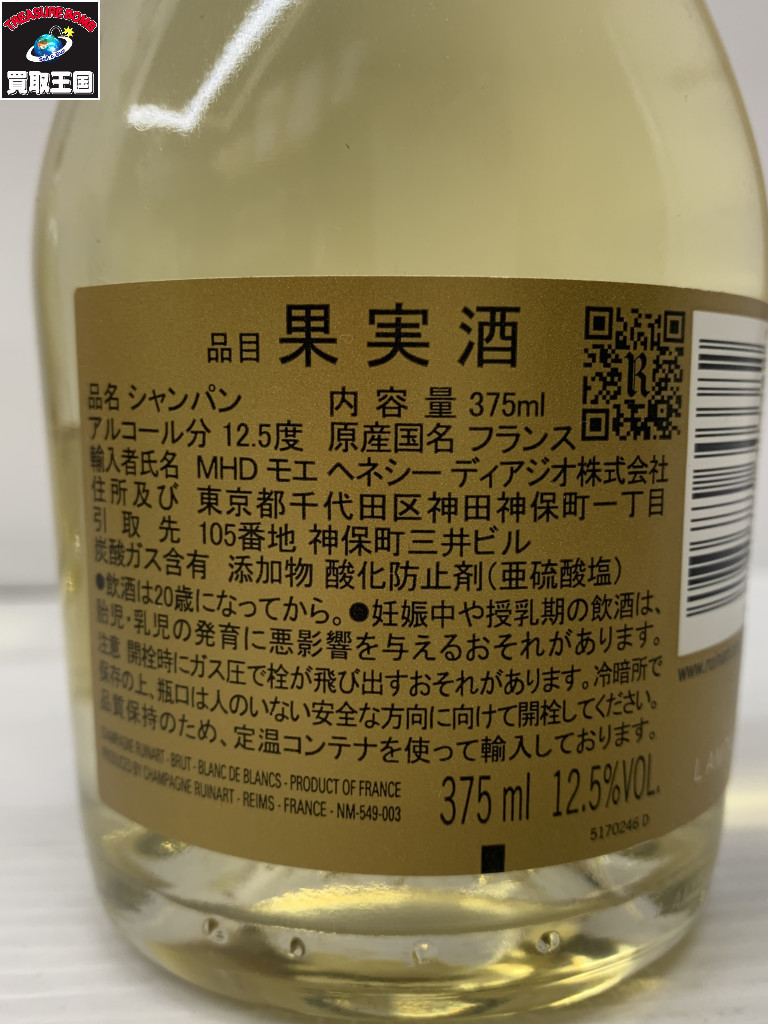 TREASURE BOMB
買取王国
品目 果実酒
品名 シャンパン 内容量 375ml
アルコール分 12.5度 原産国名 フランス
輸入者氏名 MHD モエ ヘネシー ディアジオ株式会社
住所及び 東京都千代田区神田神保町一丁目
引取先 105番地 神保町三井ビル
炭酸ガス含有 添加物 酸化防止剤(亜硫酸塩)
●飲酒は20歳になってから。●妊娠中や授乳期の飲酒は、
胎児・乳児の発育に悪影響を与えるおそれがあります。
注意 開栓時にガス圧で栓が飛び出すおそれがあります。冷暗所で
保存の上、瓶口は人のいない安全な方向に向けて開栓してください。
品質保持のため、定温コンテナを使って輸入しております。
CHAMPAGNE RUINART - BRUT - BLANC DE BLANCS - PRODUCT OF FRANCE
PRODUCED BY CHAMPAGNE RUINART - REIMS - FRANCE - NM-549-003
375 ml 12.5%VOL.
5170246 D
R